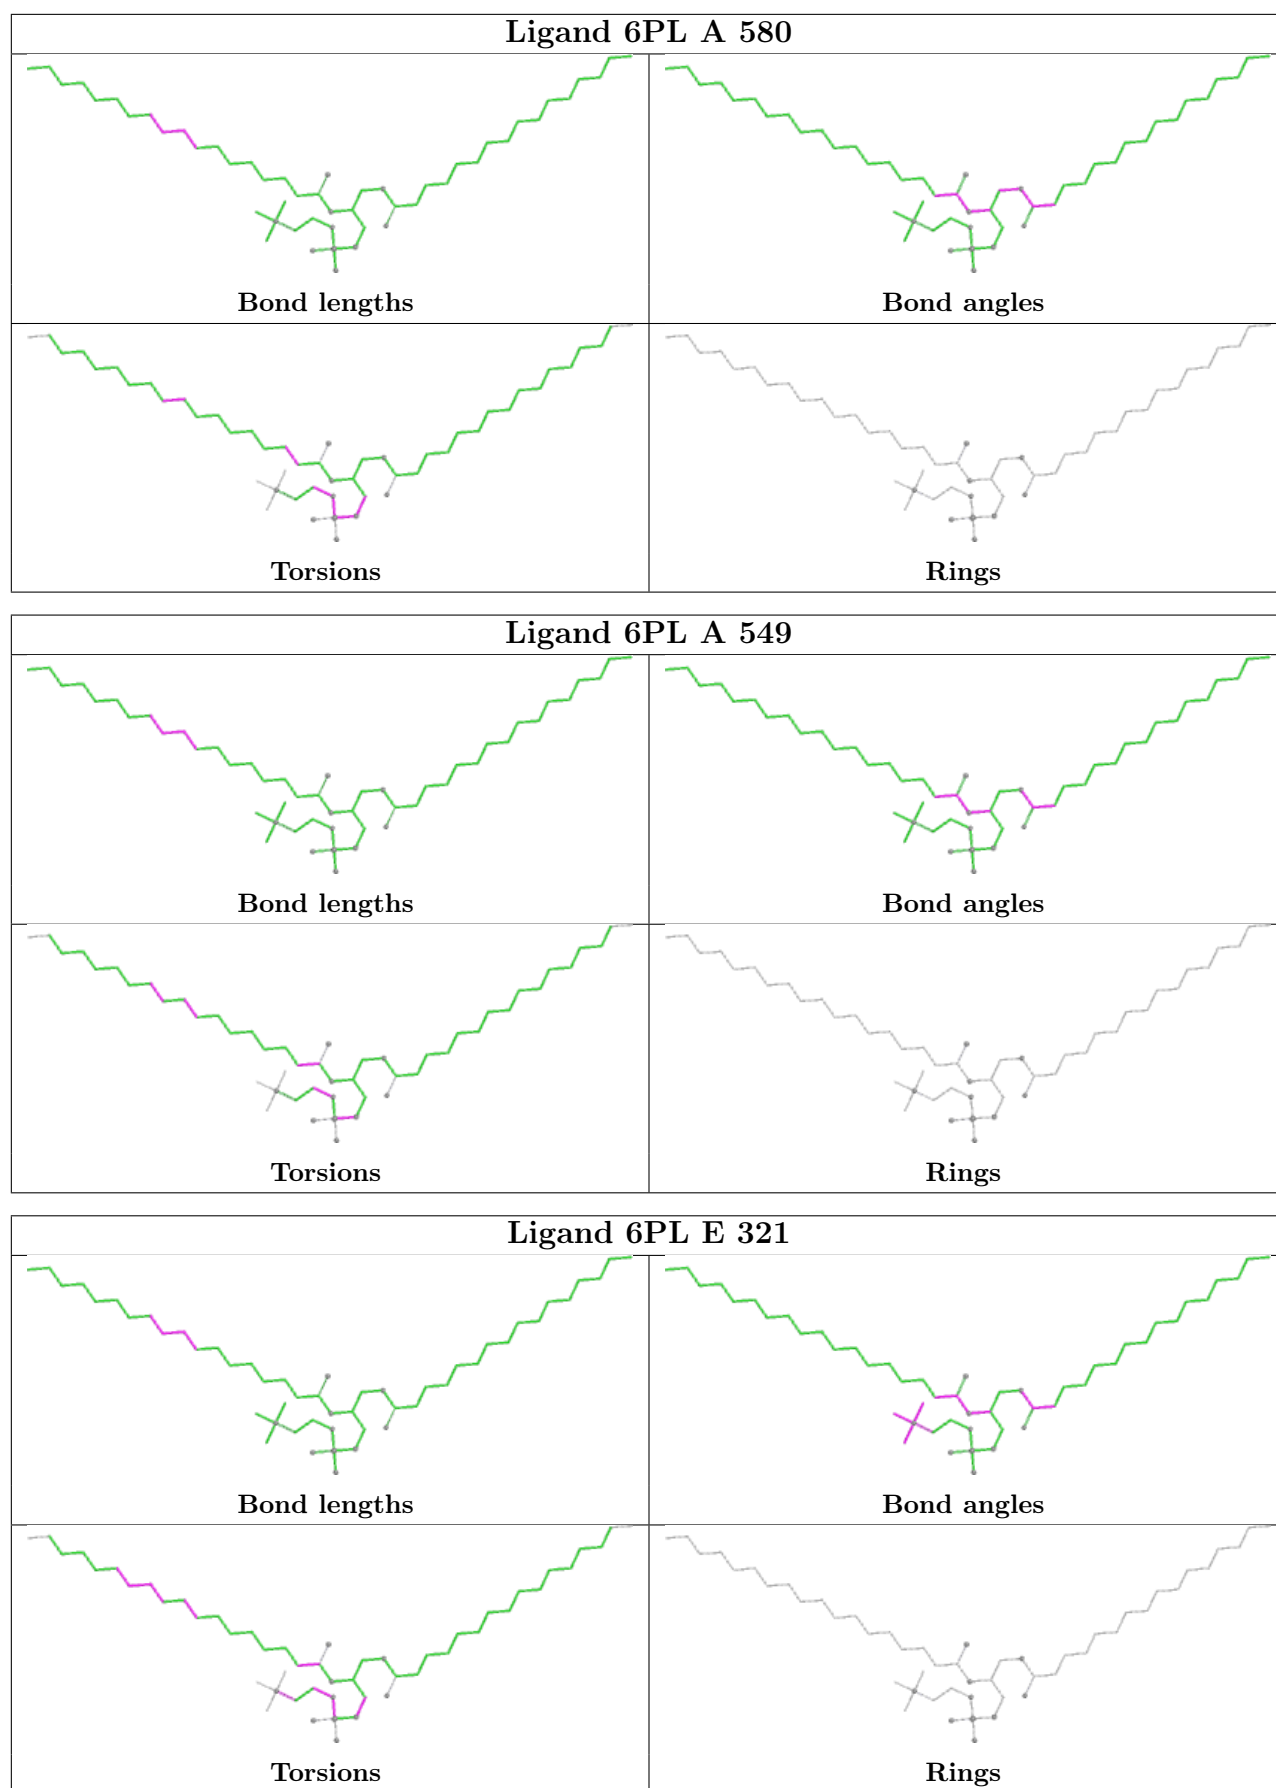 Ligand 6PL A 580
Bond lengths
Bond angles
Torsions
Rings
Ligand 6PL A 549
Bond lengths
Bond angles
Torsions
Rings
Ligand 6PL E 321
Bond lengths
Bond angles
Torsions
Rings